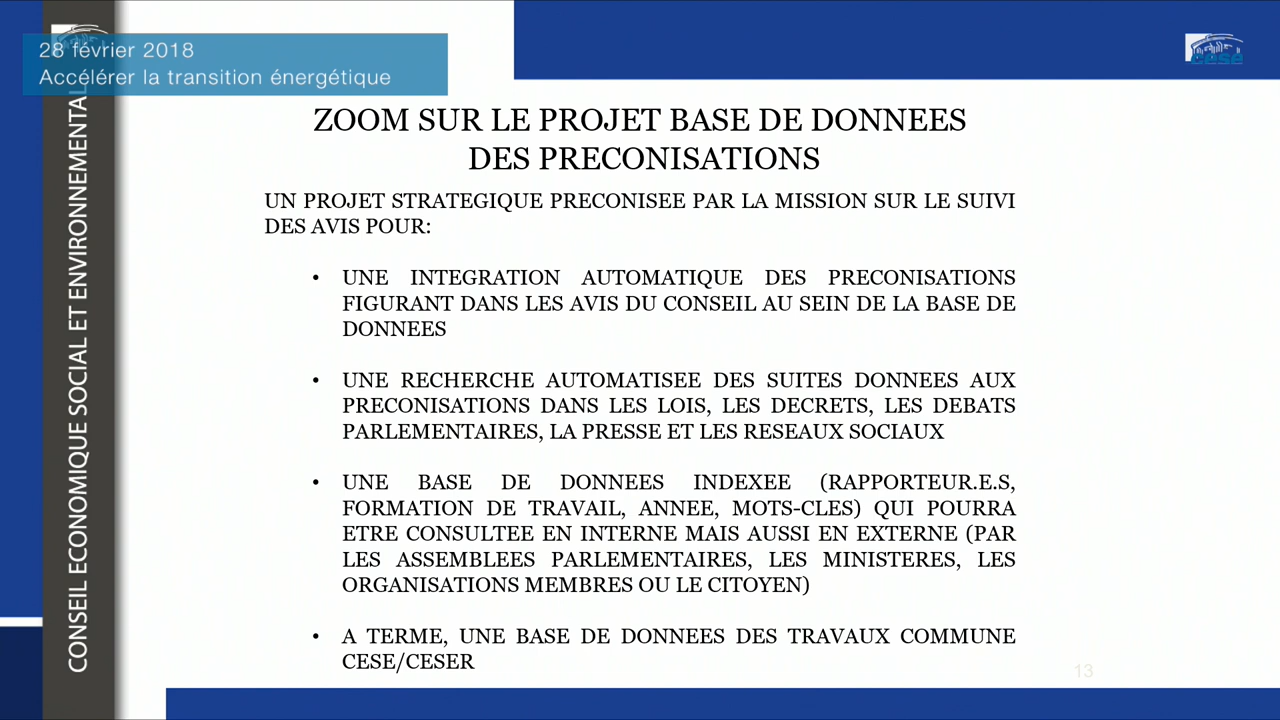 28 février 2018
Accélérer la transition énergétique
cese
CONSEIL ECONOMIQUE SOCIAL ET ENVIRONNEMENTAL
ZOOM SUR LE PROJET BASE DE DONNEES
DES PRECONISATIONS
UN PROJET STRATEGIQUE PRECONISEE PAR LA MISSION SUR LE SUIVI
DES AVIS POUR:
• UNE INTEGRATION AUTOMATIQUE DES PRECONISATIONS
FIGURANT DANS LES AVIS DU CONSEIL AU SEIN DE LA BASE DE
DONNEES
• UNE RECHERCHE AUTOMATISEE DES SUITES DONNEES AUX
PRECONISATIONS DANS LES LOIS, LES DECRETS, LES DEBATS
PARLEMENTAIRES, LA PRESSE ET LES RESEAUX SOCIAUX
• UNE BASE DE DONNEES INDEXEE (RAPPORTEUR.E.S,
FORMATION DE TRAVAIL, ANNEE, MOTS-CLES) QUI POURRA
ETRE CONSULTEE EN INTERNE MAIS AUSSI EN EXTERNE (PAR
LES ASSEMBLEES PARLEMENTAIRES, LES MINISTERES, LES
ORGANISATIONS MEMBRES OU LE CITOYEN)
• A TERME, UNE BASE DE DONNEES DES TRAVAUX COMMUNE
CESE/CESER
13